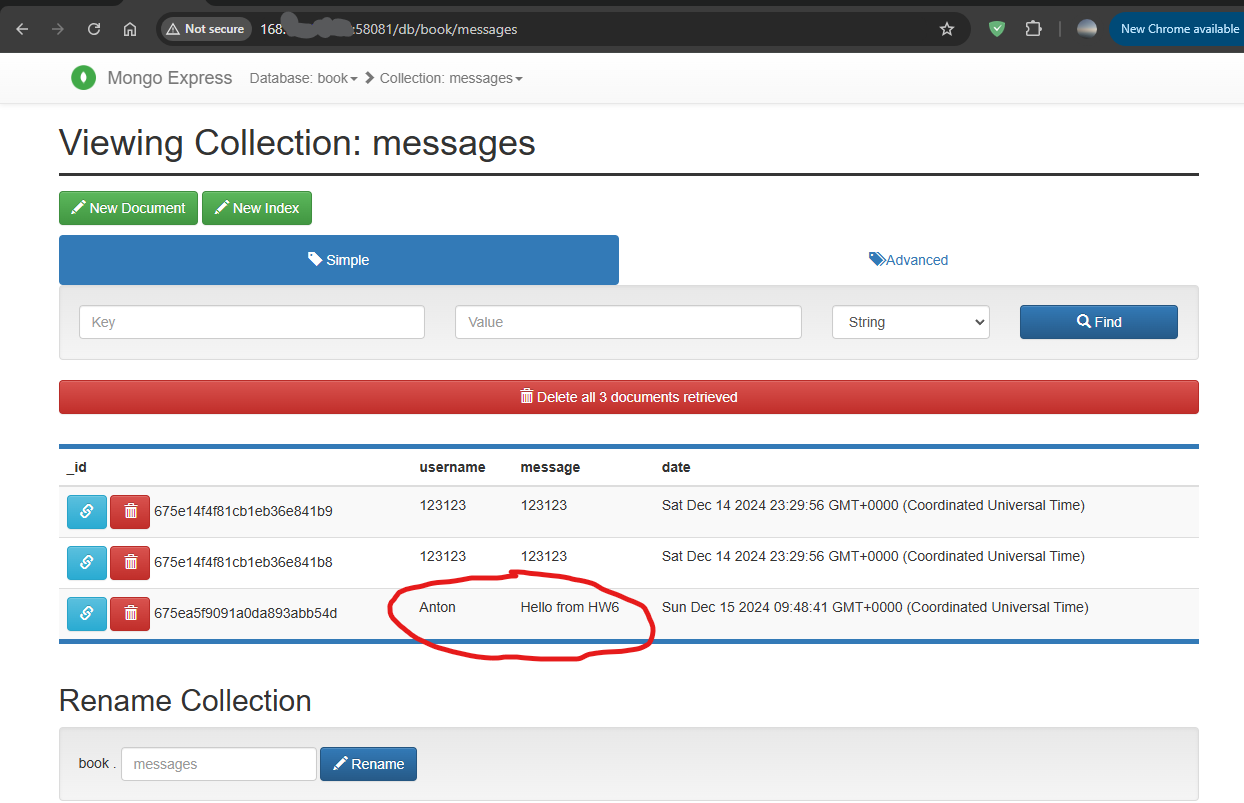 Not secure 168. :58081/db/book/messages New Chrome available
Mongo Express Database: book Collection: messages
Viewing Collection: messages
New Document New Index
Simple Advanced
Key Value String Find
Delete all 3 documents retrieved
_id username message date
675e14f4f81cb1eb36e841b9 123123 123123 Sat Dec 14 2024 23:29:56 GMT+0000 (Coordinated Universal Time)
675e14f4f81cb1eb36e841b8 123123 123123 Sat Dec 14 2024 23:29:56 GMT+0000 (Coordinated Universal Time)
675ea5f9091a0da893abb54d Anton Hello from HW6 Sun Dec 15 2024 09:48:41 GMT+0000 (Coordinated Universal Time)
Rename Collection
book . messages Rename